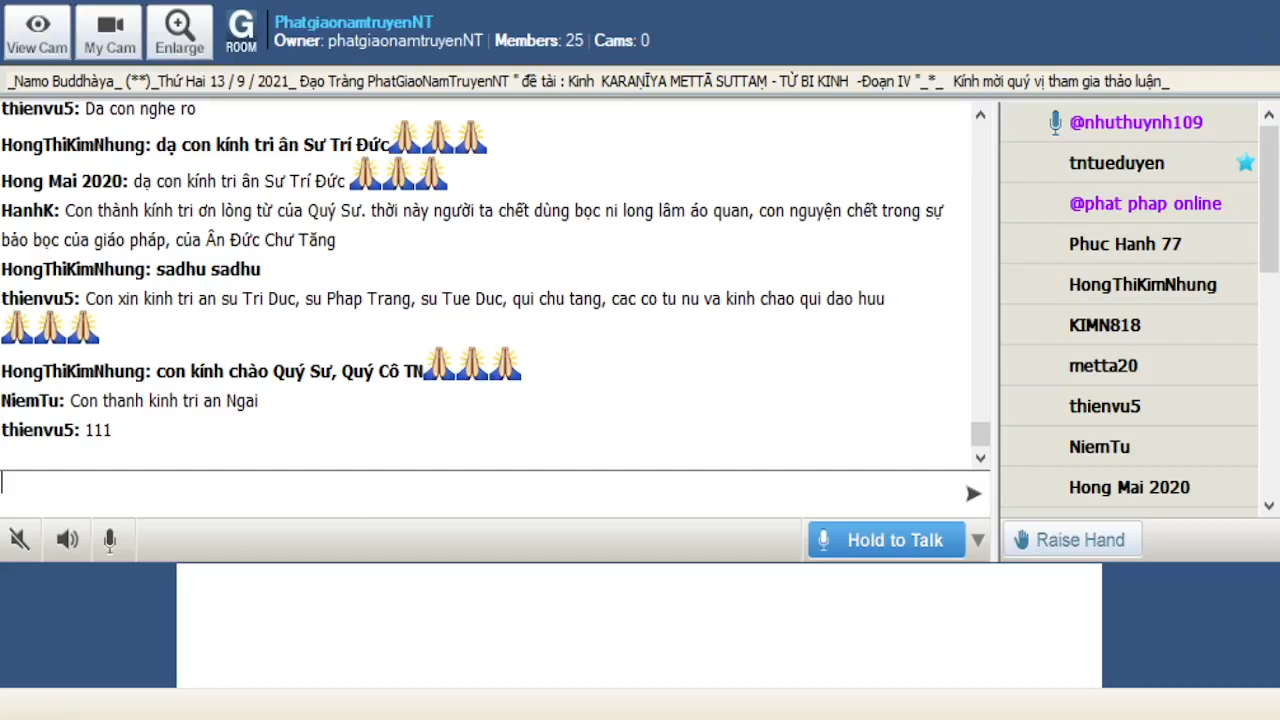 View Cam
My Cam
Enlarge
G
ROOM
PhatgiaonamtruyenNT
Owner: phatgiaonamtruyenNT | Members: 25 | Cams: 0
_Namo Buddhàya_ (**)_Thứ Hai 13 / 9 / 2021_ Đạo Tràng PhatGiaoNamTruyenNT " đề tài : Kinh KARAṆĪYA METTĀ SUTTAṂ - TỪ BI KINH -Đoạn IV "_*_ Kính mời quý vị tham gia thảo luận_
thienvu5: Da con nghe ro
HongThiKimNhung: dạ con kính tri ân Sư Trí Đức
Hong Mai 2020: dạ con kính tri ân Sư Trí Đức
HanhK: Con thành kính tri ơn lòng từ của Quý Sư. thời này người ta chết dùng bọc ni long lâm áo quan, con nguyện chết trong sự
bảo bọc của giáo pháp, của Ân Đức Chư Tăng
HongThiKimNhung: sadhu sadhu
thienvu5: Con xin kinh tri an su Tri Duc, su Phap Trang, su Tue Duc, qui chu tang, cac co tu nu va kinh chao qui dao huu
HongThiKimNhung: con kính chào Quý Sư, Quý Cô TN
NiemTu: Con thanh kinh tri an Ngai
thienvu5: 111
@nhuthuynh109
tntueduyen
@phat phap online
Phuc Hanh 77
HongThiKimNhung
KIMN818
metta20
thienvu5
NiemTu
Hong Mai 2020
Hold to Talk
Raise Hand